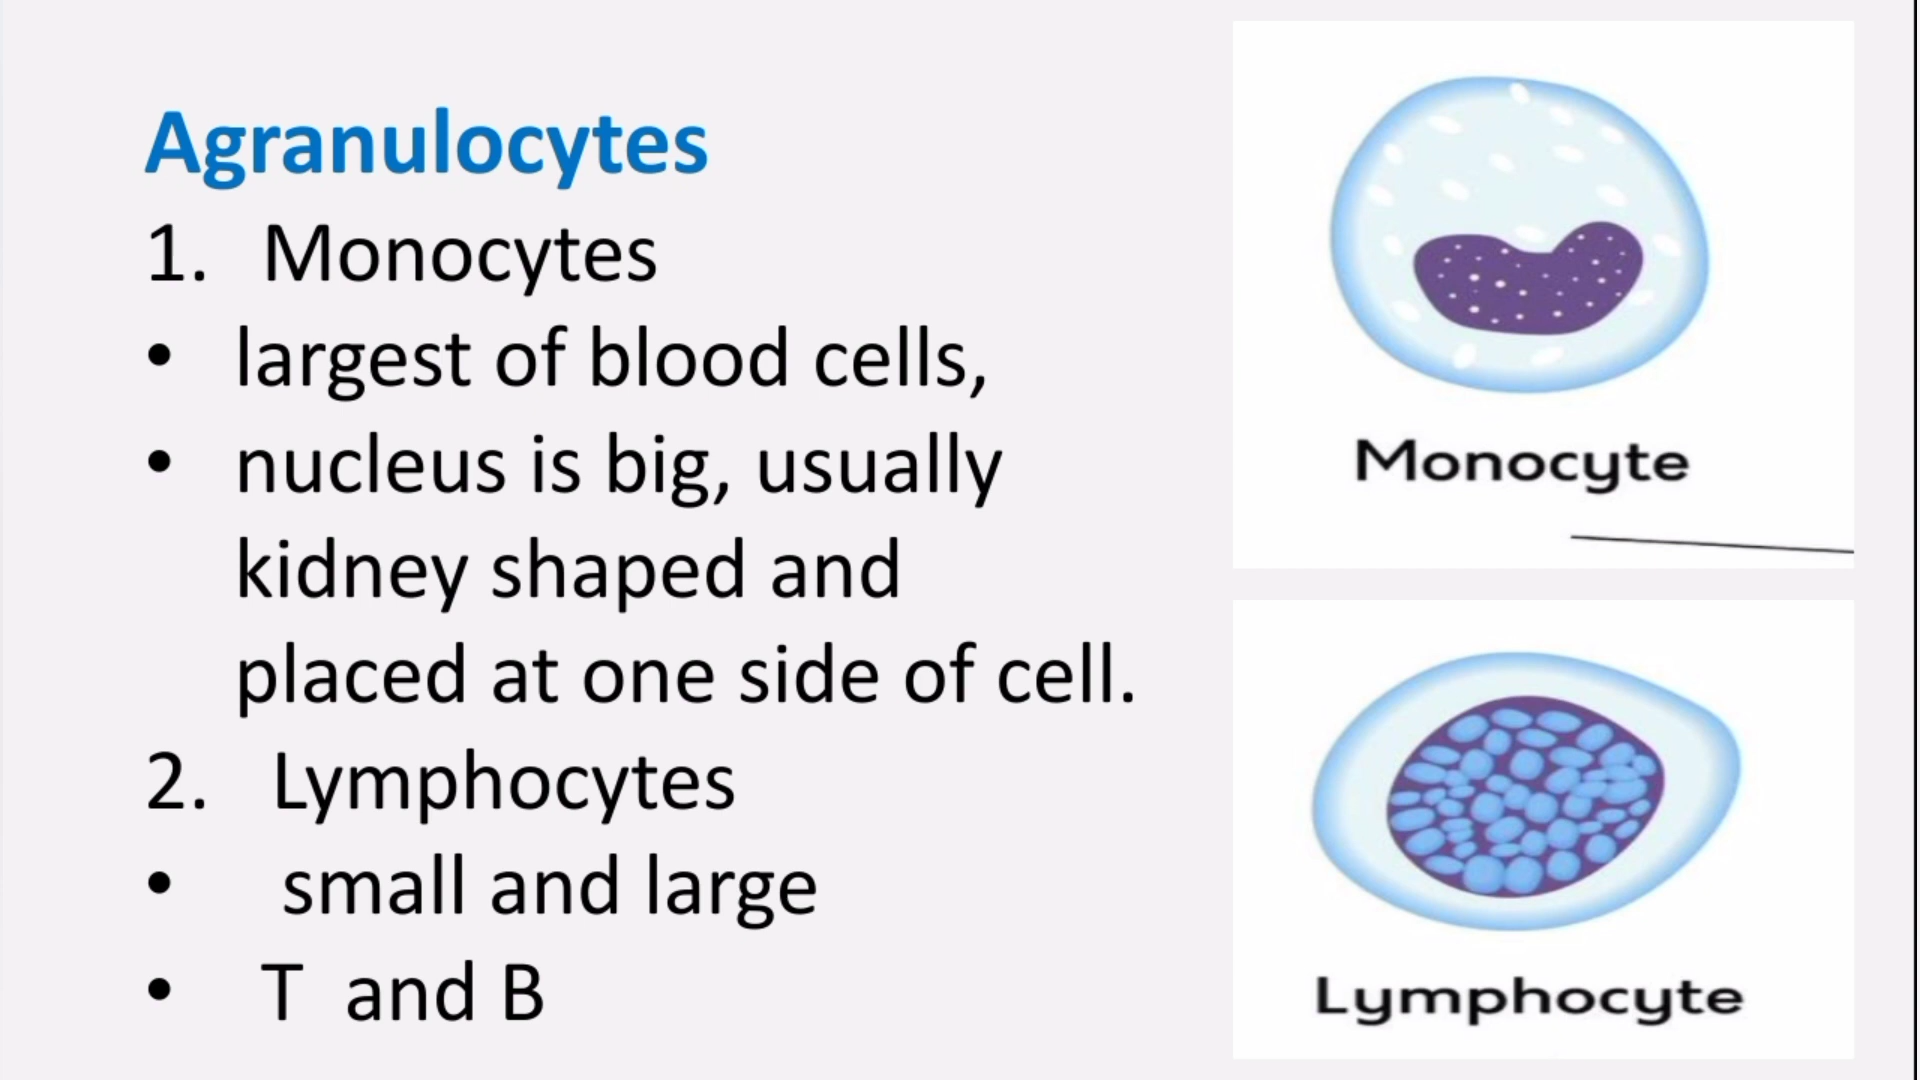 Agranulocytes
1. Monocytes
• largest of blood cells,
• nucleus is big, usually
kidney shaped and
placed at one side of cell.
2. Lymphocytes
• small and large
• T and B
Monocyte
Lymphocyte